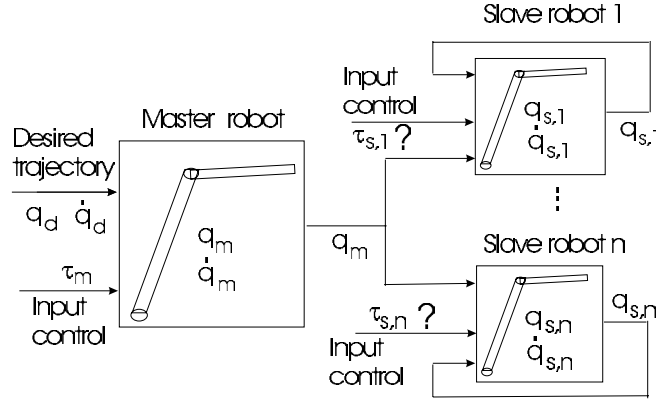 Slave robot 1
Input
control
τs,1 ?
qs,1
q̇s,1
qs,1
Master robot
Desired
trajectory
qd q̇d
qm
q̇m
qm
τm
Input
control
Slave robot n
τs,n ?
Input
control
qs,n
q̇s,n
qs,n